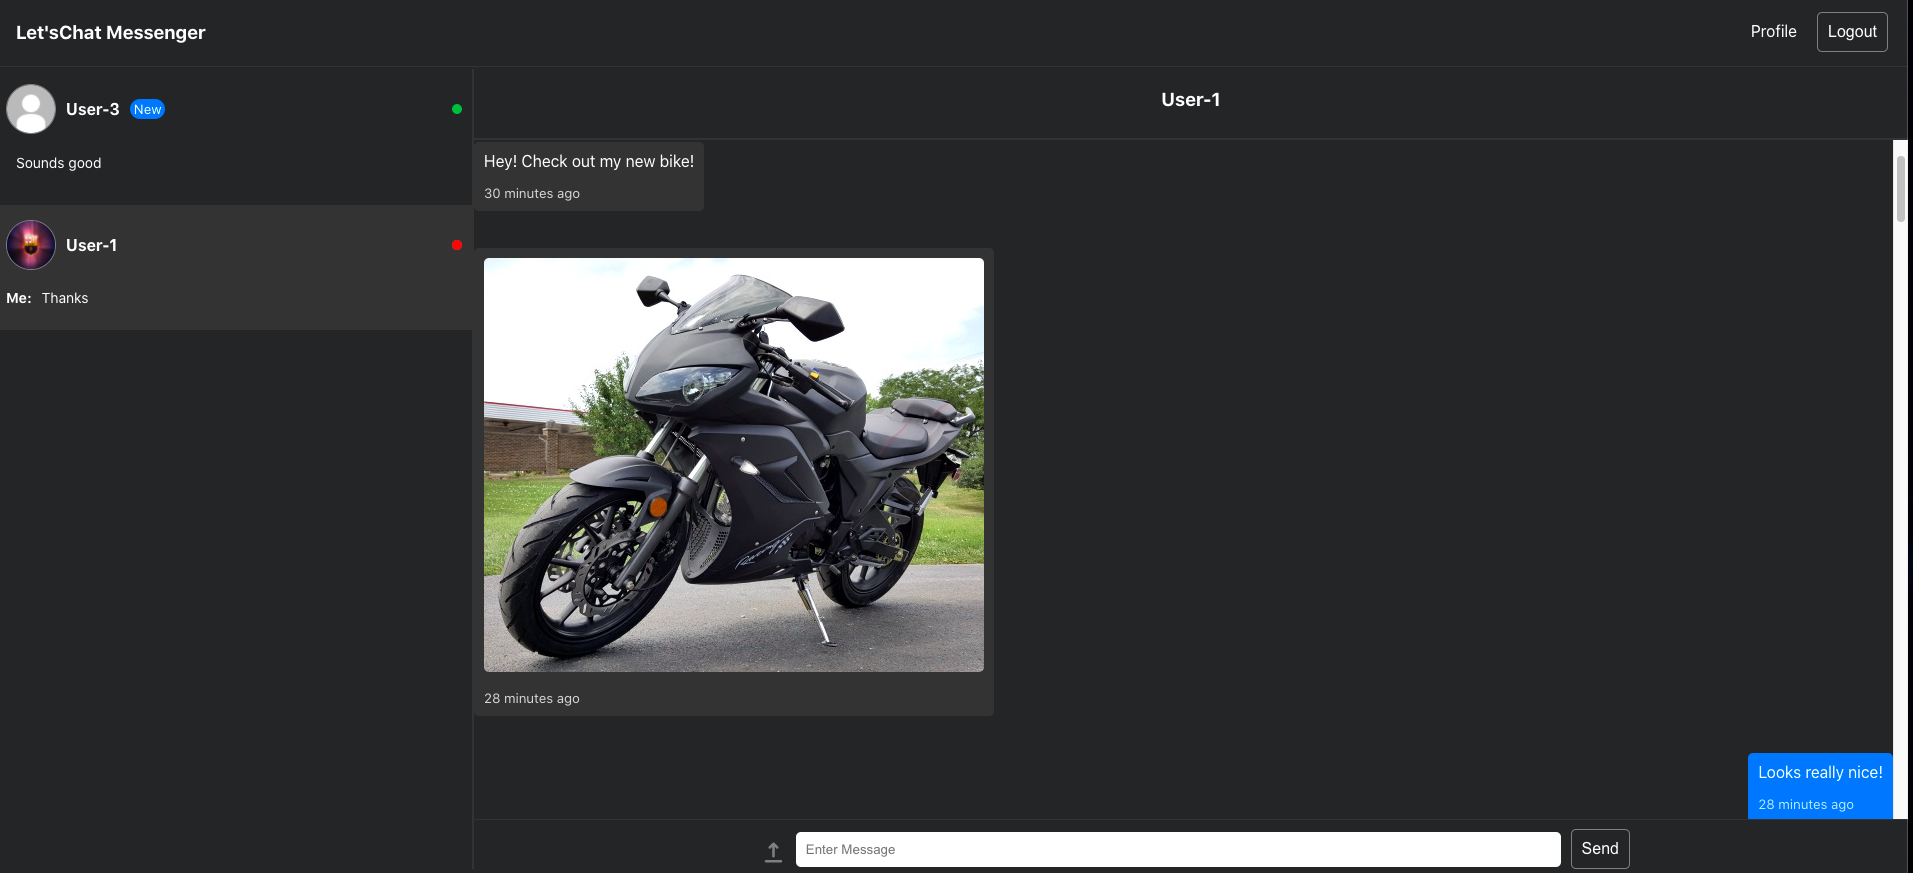 Let'sChat Messenger
Profile
Logout
User-3 New
Sounds good
User-1
Me: Thanks
User-1
Hey! Check out my new bike!
30 minutes ago
Racing
28 minutes ago
Looks really nice!
28 minutes ago
Enter Message
Send